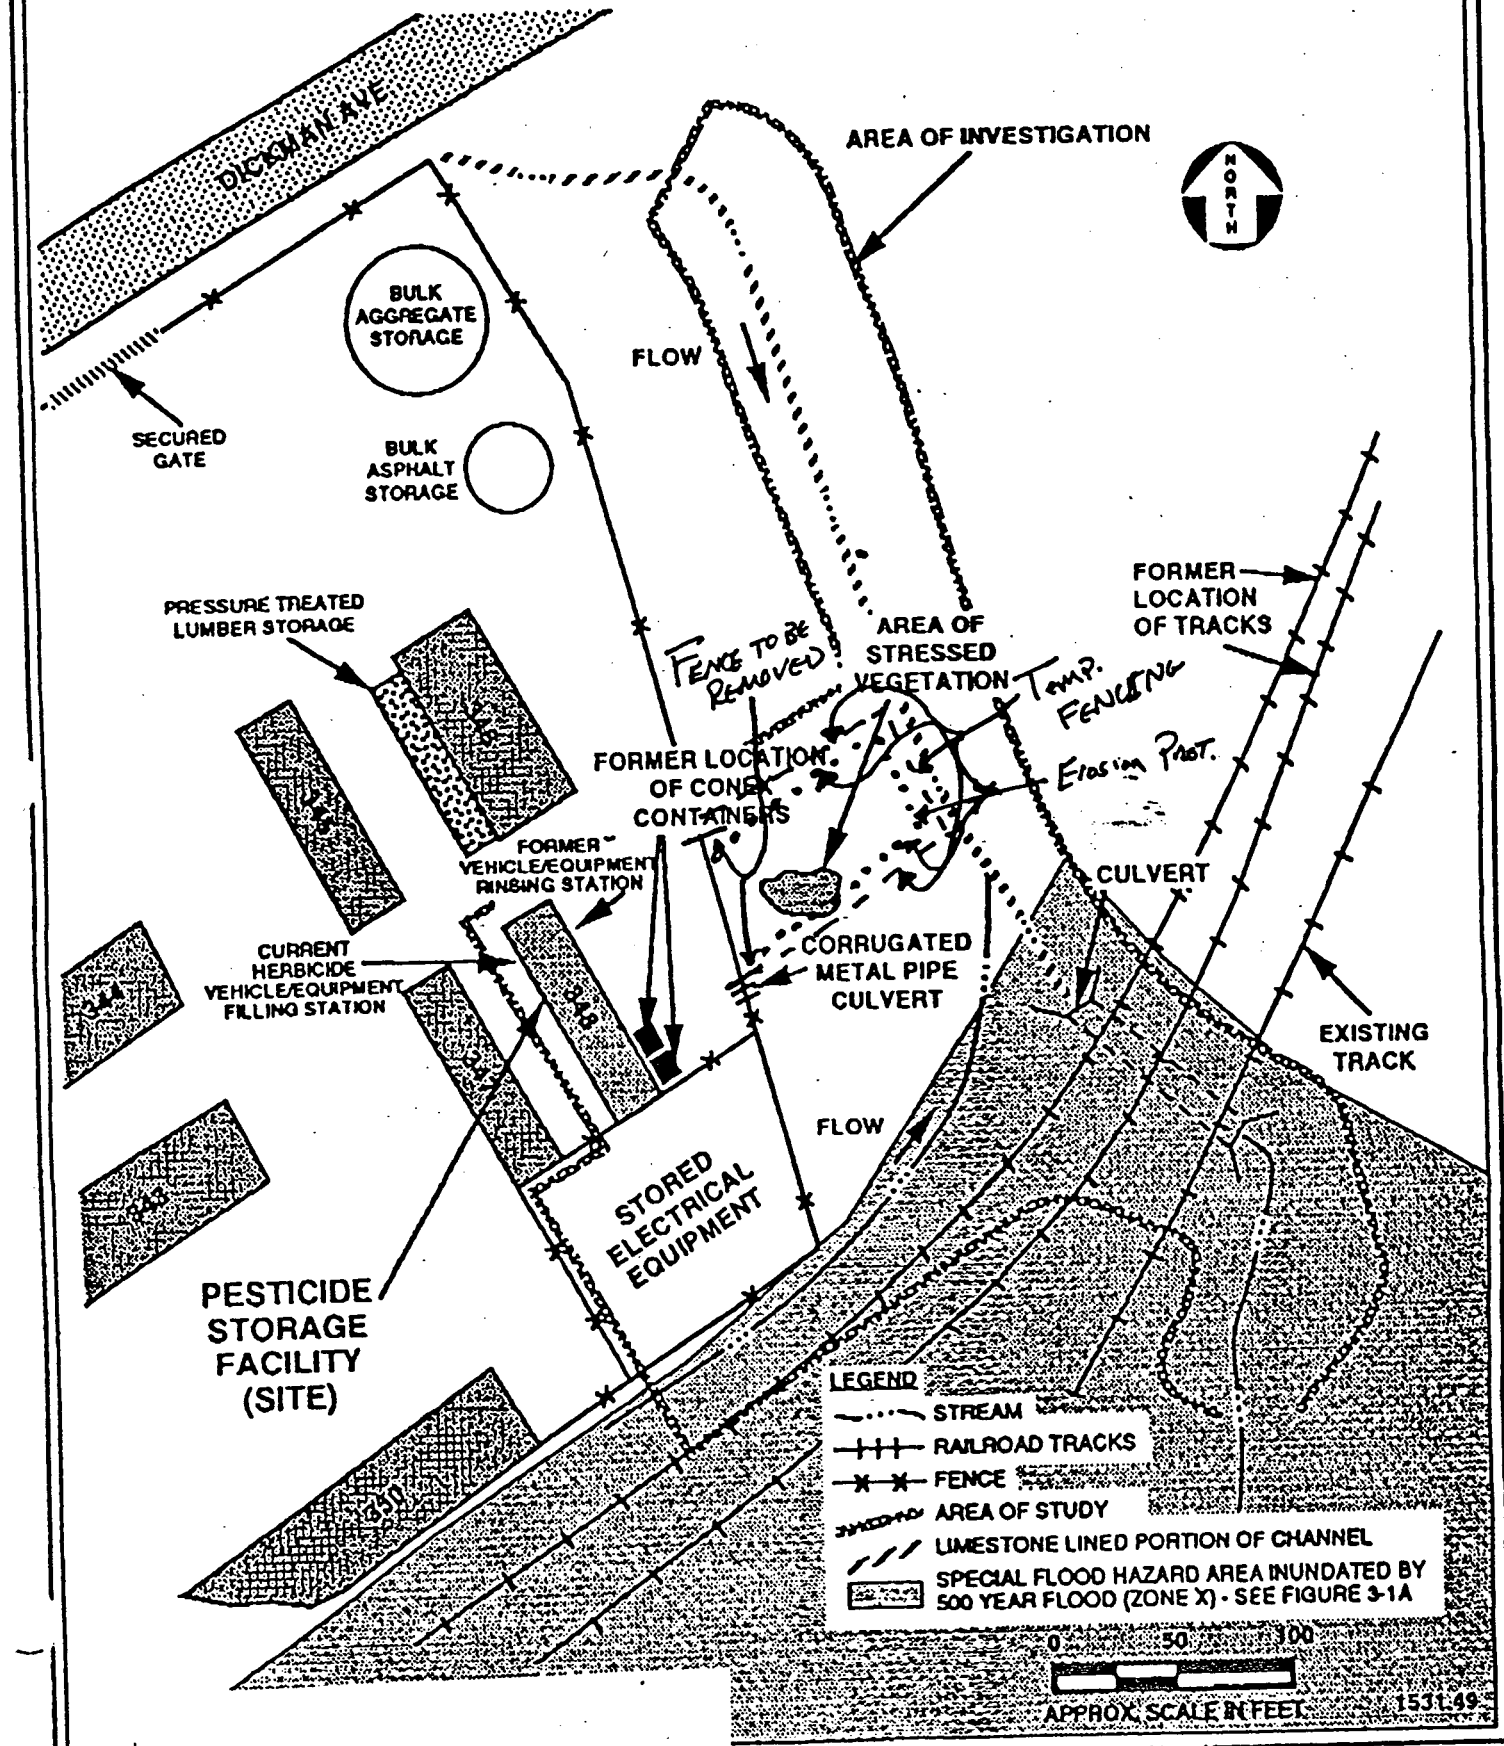 DICKMAN AVE
AREA OF INVESTIGATION
NORTH
BULK
AGGREGATE
STORAGE
FLOW
SECURED
GATE
BULK
ASPHALT
STORAGE
FORMER
LOCATION
OF TRACKS
PRESSURE TREATED
LUMBER STORAGE
AREA OF
STRESSED
VEGETATION
FENCE TO BE
REMOVED
TEMP.
FENCING
FORMER LOCATION
OF CONEX
CONTAINERS
Erosion Prot.
FORMER
VEHICLE/EQUIPMENT
RINSING STATION
CULVERT
CURRENT
HERBICIDE
VEHICLE/EQUIPMENT
FILLING STATION
CORRUGATED
METAL PIPE
CULVERT
344
848
EXISTING
TRACK
FLOW
843
STORED
ELECTRICAL
EQUIPMENT
PESTICIDE
STORAGE
FACILITY
(SITE)
LEGEND
STREAM
RAILROAD TRACKS
FENCE
AREA OF STUDY
LIMESTONE LINED PORTION OF CHANNEL
SPECIAL FLOOD HAZARD AREA INUNDATED BY
500 YEAR FLOOD (ZONE X) - SEE FIGURE 3-1A
0 50 100
APPROX. SCALE IN FEET
1531.49